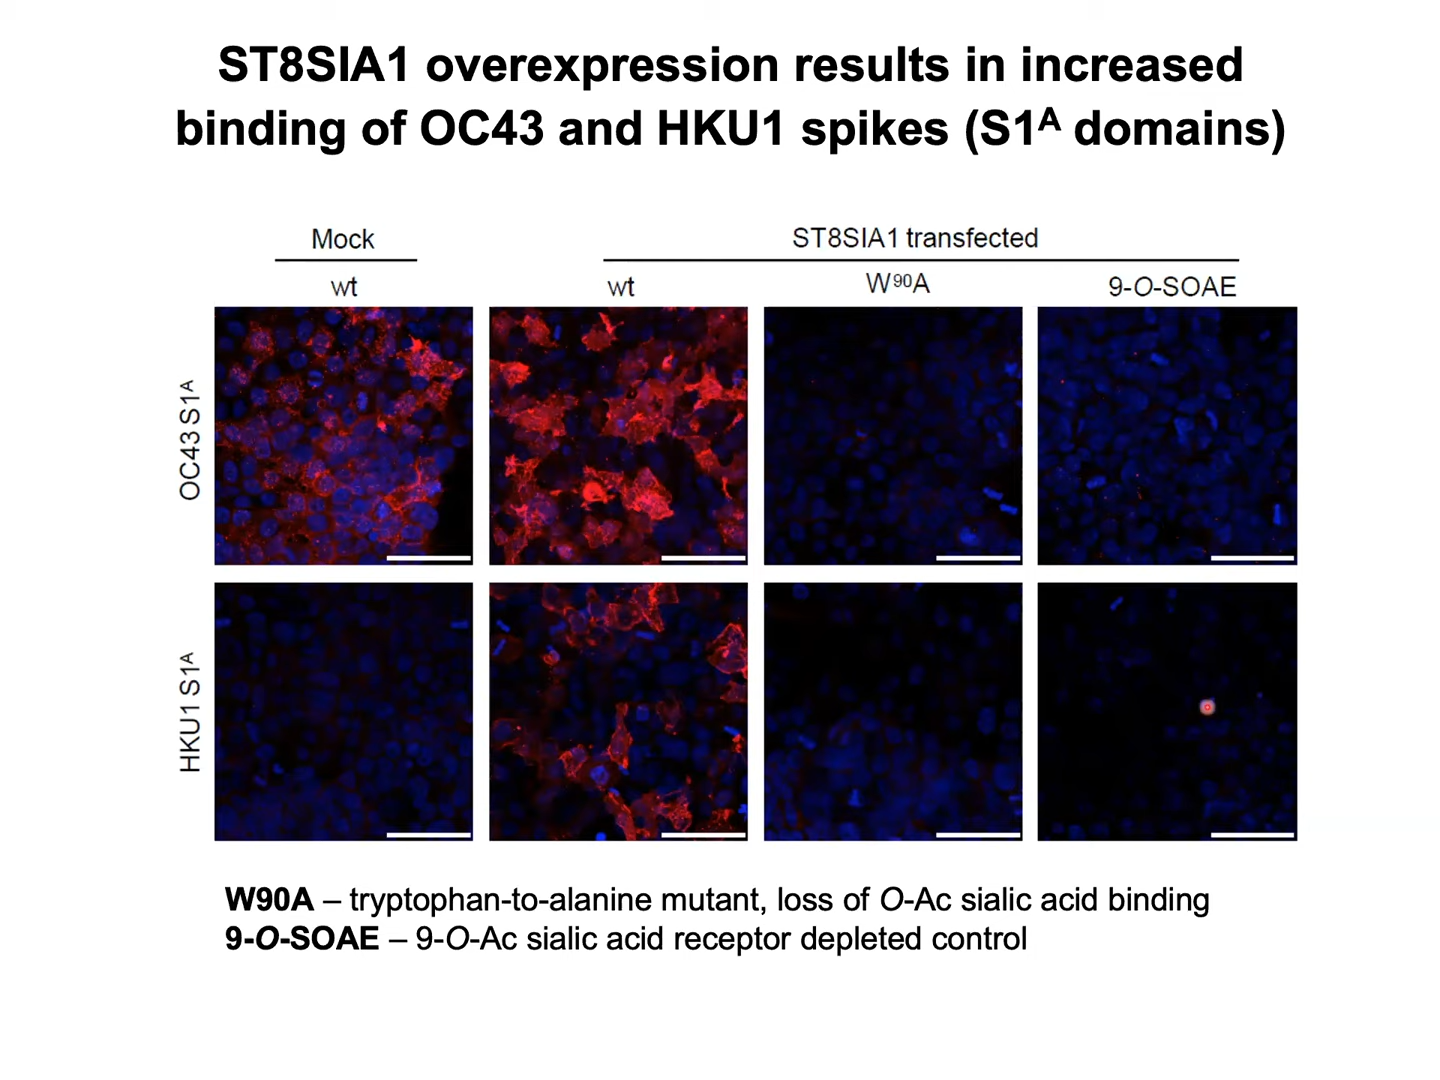 ST8SIA1 overexpression results in increased
binding of OC43 and HKU1 spikes (S1ᴬ domains)
Mock
ST8SIA1 transfected
wt
wt
W⁹⁰A
9-O-SOAE
OC43 S1ᴬ
HKU1 S1ᴬ
W90A – tryptophan-to-alanine mutant, loss of O-Ac sialic acid binding
9-O-SOAE – 9-O-Ac sialic acid receptor depleted control